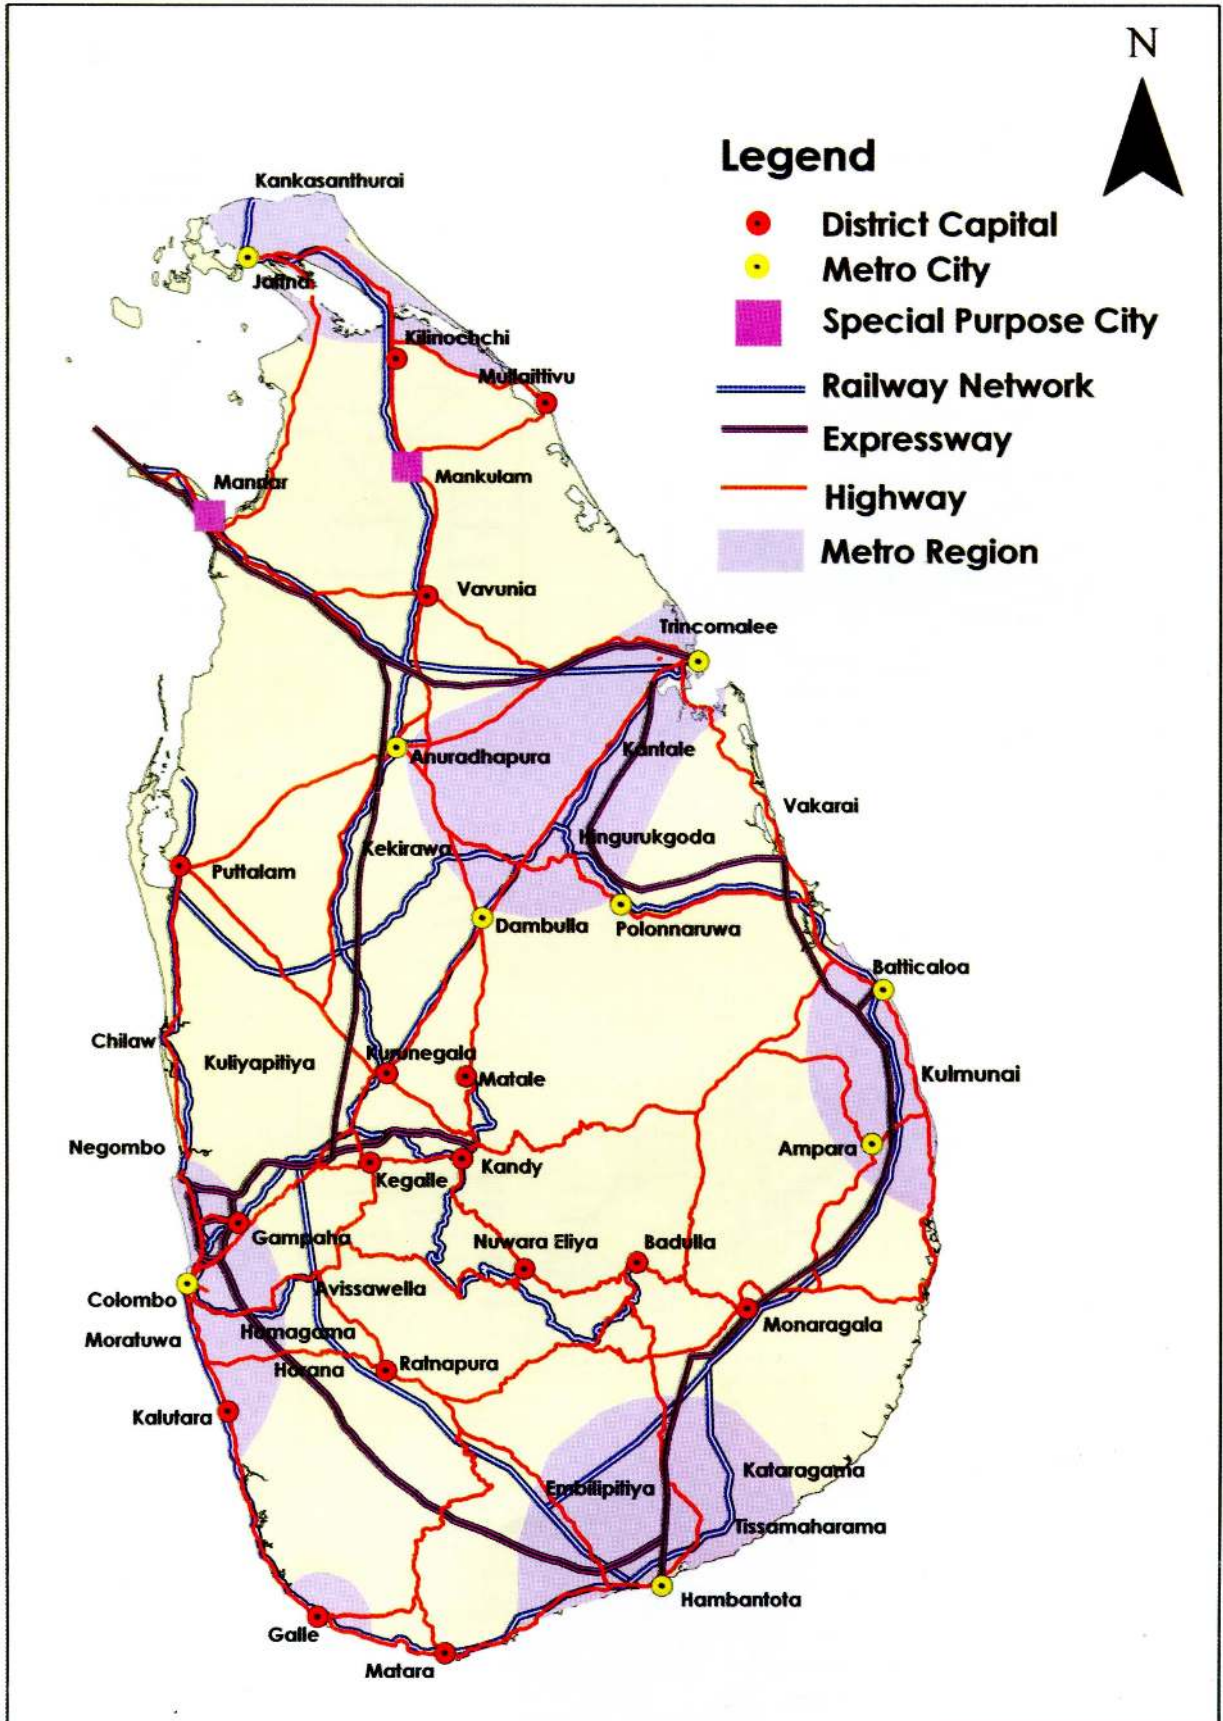 N
Legend
District Capital
Metro City
Special Purpose City
Railway Network
Expressway
Highway
Metro Region
Kankasanthurai
Jaffna
Kilinochchi
Mullaittivu
Mannar
Mankulam
Vavunia
Trincomalee
Anuradhapura
Kantale
Vakarai
Kekirawa
Hingurukgoda
Puttalam
Dambulla
Polonnaruwa
Batticaloa
Chilaw
Kuliyapitiya
Kurunegala
Matale
Kulmunai
Negombo
Ampara
Kegalle
Kandy
Gampaha
Nuwara Eliya
Badulla
Colombo
Avissawella
Moratuwa
Homagama
Monaragala
Horana
Ratnapura
Kalutara
Kataragama
Embilipitiya
Tissamaharama
Hambantota
Galle
Matara